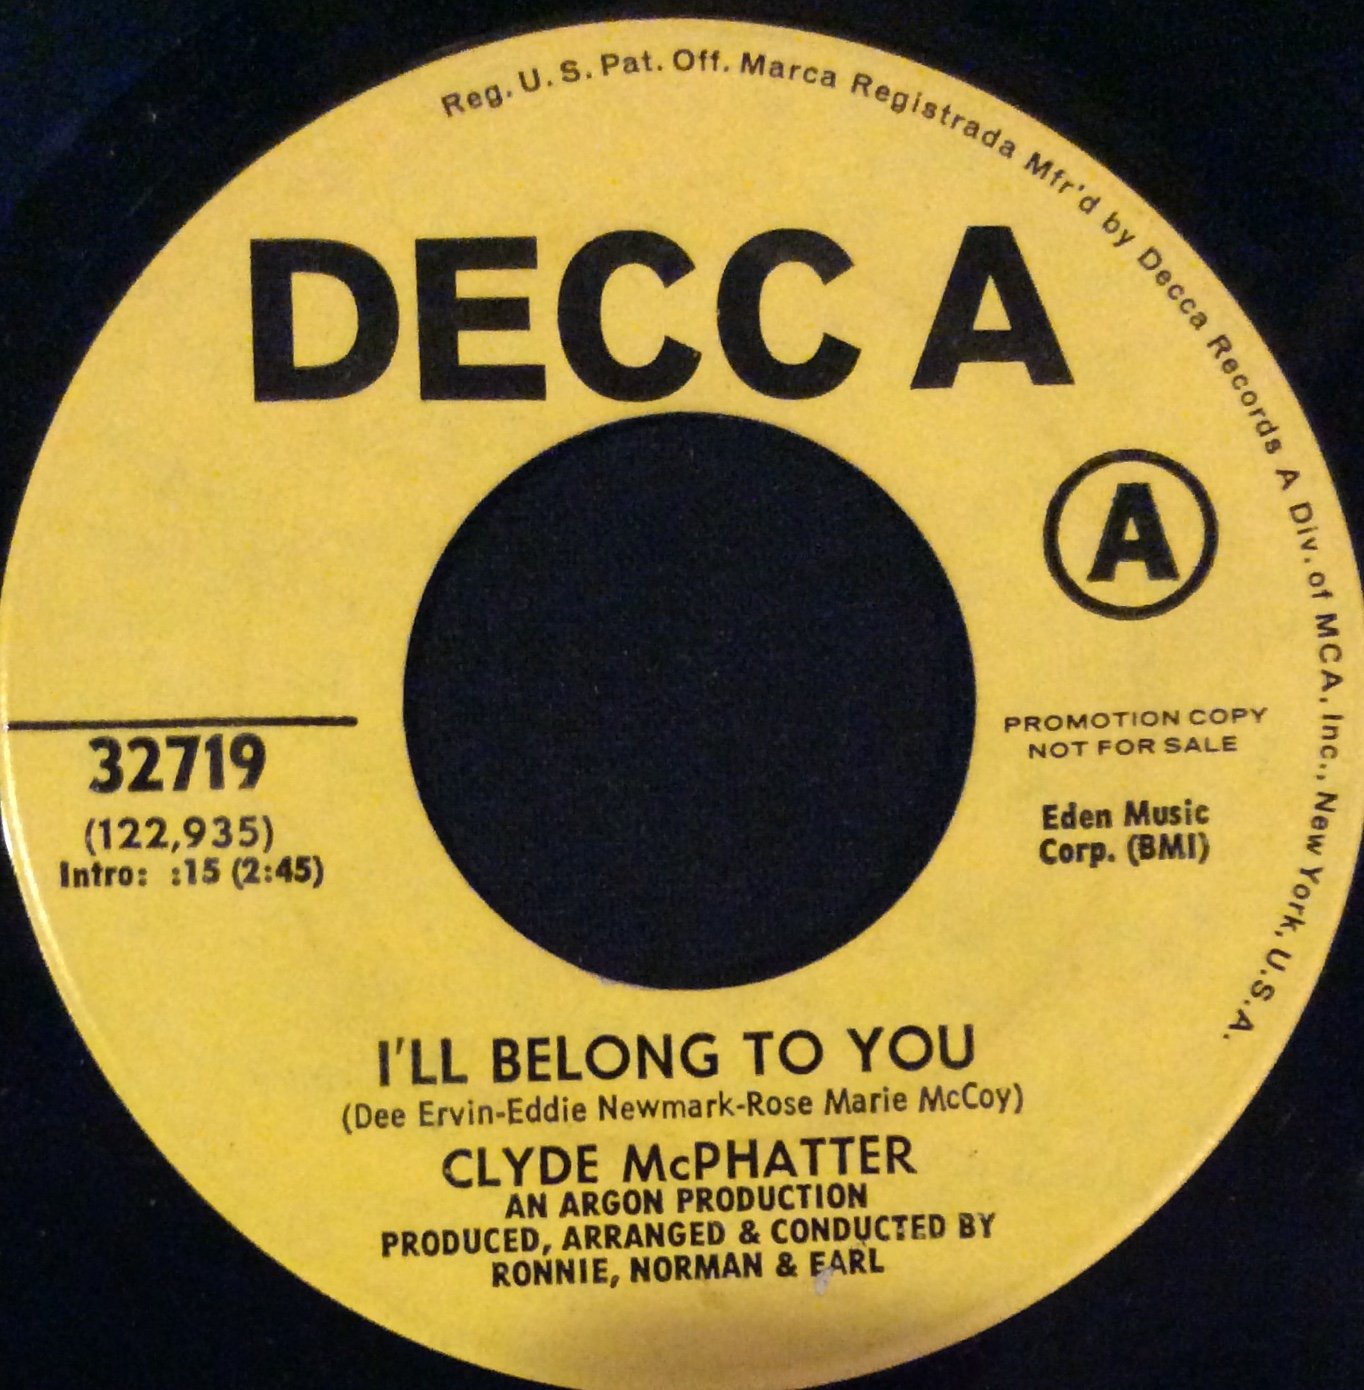 Reg. U.S. Pat. Off. Marca Registrada Mfr'd by Decca Records A Div. of MCA, Inc., New York, U.S.A.
DECCA
A
PROMOTION COPY
NOT FOR SALE
32719
(122,935)
Intro: :15 (2:45)
Eden Music
Corp. (BMI)
I'LL BELONG TO YOU
(Dee Ervin-Eddie Newmark-Rose Marie McCoy)
CLYDE McPHATTER
AN ARGON PRODUCTION
PRODUCED, ARRANGED & CONDUCTED BY
RONNIE, NORMAN & EARL